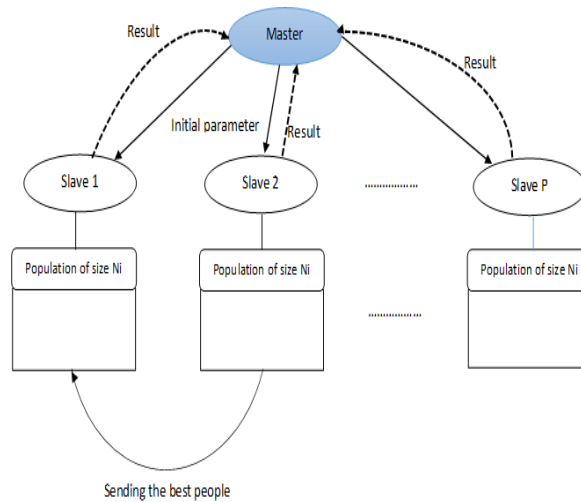 Master
Result
Result
Initial parameter
Result
Slave 1
Slave 2
.................
Slave P
Population of size Ni
Population of size Ni
Population of size Ni
.................
Sending the best people